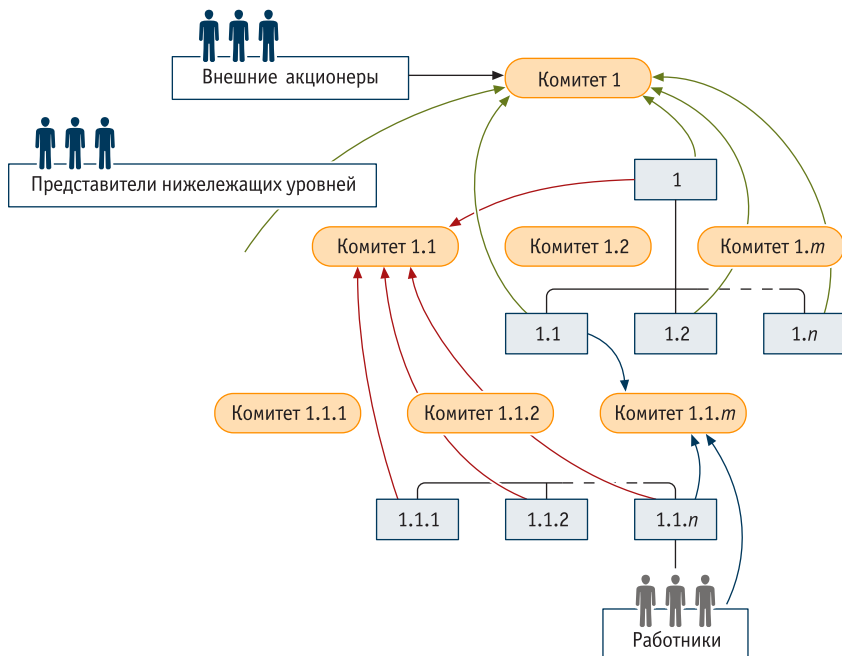 Внешние акционеры
Комитет 1
Представители нижележащих уровней
1
Комитет 1.1
Комитет 1.2
Комитет 1.m
1.1
1.2
1.n
Комитет 1.1.1
Комитет 1.1.2
Комитет 1.1.m
1.1.1
1.1.2
1.1.n
Работники